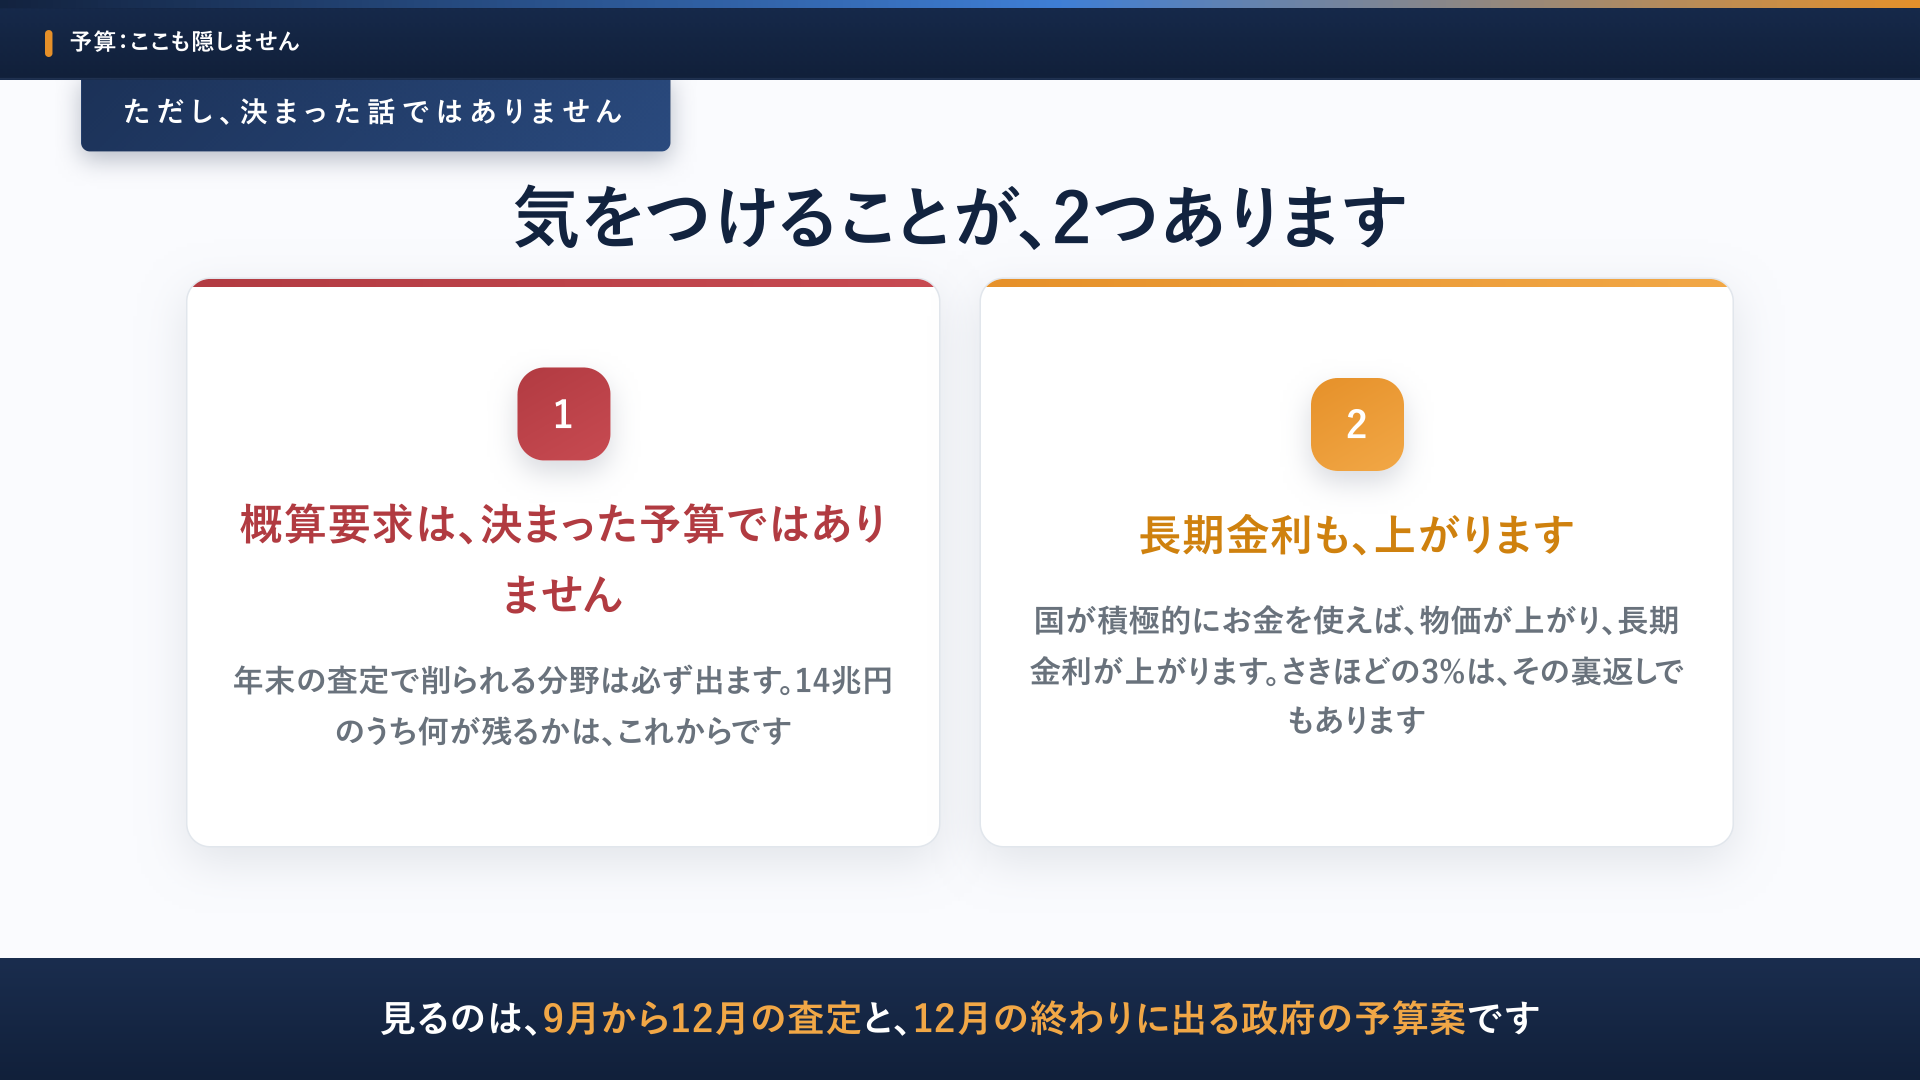 予算：ここも隠しません
ただし、決まった話ではありません
気をつけることが、2つあります
1
概算要求は、決まった予算ではあり
ません
年末の査定で削られる分野は必ず出ます。14兆円
のうち何が残るかは、これからです
2
長期金利も、上がります
国が積極的にお金を使えば、物価が上がり、長期
金利が上がります。さきほどの3%は、その裏返しで
もあります
見るのは、9月から12月の査定と、12月の終わりに出る政府の予算案です